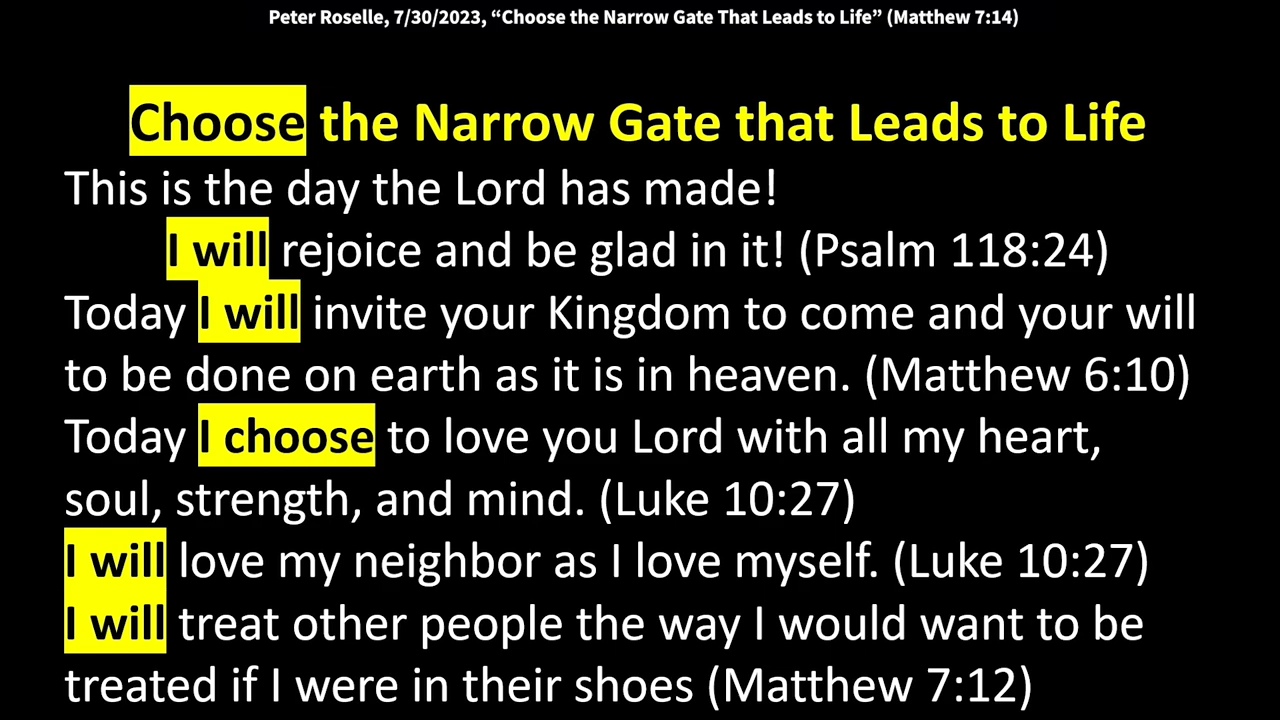 Peter Roselle, 7/30/2023, “Choose the Narrow Gate That Leads to Life” (Matthew 7:14)
Choose the Narrow Gate that Leads to Life
This is the day the Lord has made!
I will rejoice and be glad in it! (Psalm 118:24)
Today I will invite your Kingdom to come and your will
to be done on earth as it is in heaven. (Matthew 6:10)
Today I choose to love you Lord with all my heart,
soul, strength, and mind. (Luke 10:27)
I will love my neighbor as I love myself. (Luke 10:27)
I will treat other people the way I would want to be
treated if I were in their shoes (Matthew 7:12)